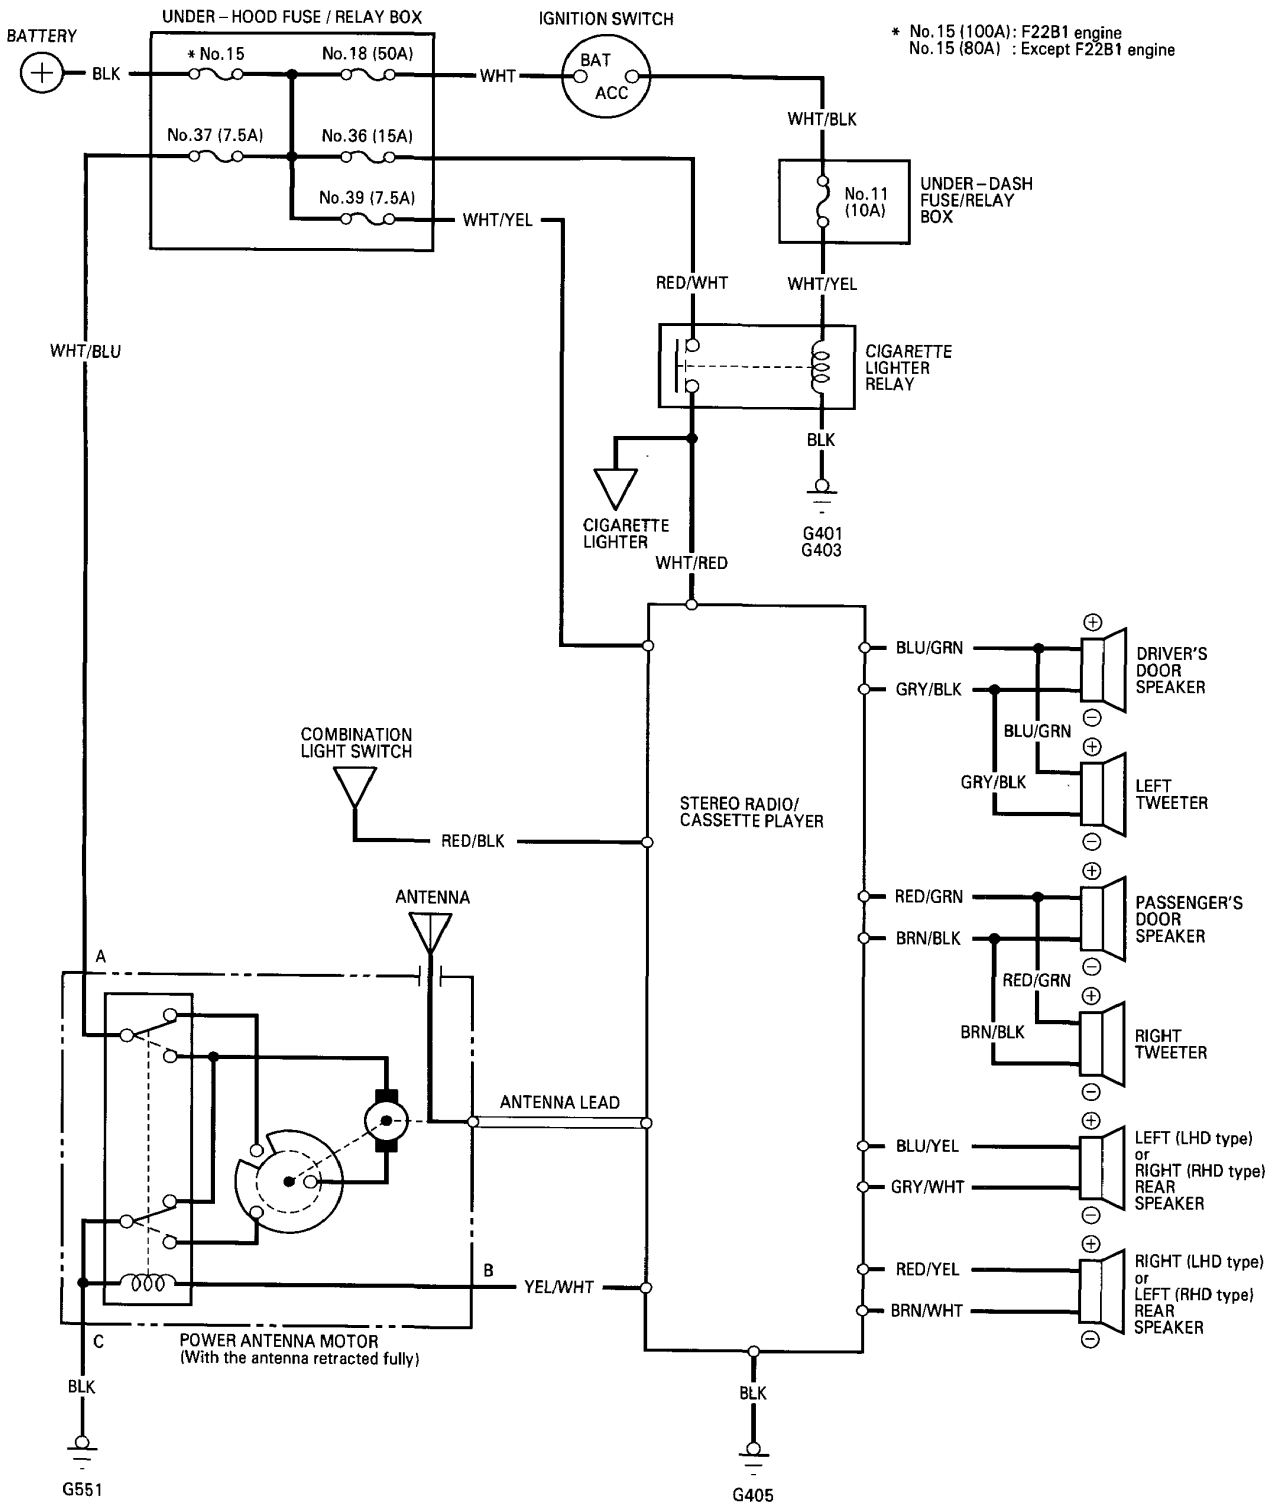 UNDER-HOOD FUSE / RELAY BOX
IGNITION SWITCH
* No.15 (100A): F22B1 engine
No.15 (80A) : Except F22B1 engine
BATTERY
+
BLK
* No.15
No.18 (50A)
WHT
BAT
ACC
WHT/BLK
No.37 (7.5A)
No.36 (15A)
No.39 (7.5A)
WHT/YEL
No.11
(10A)
UNDER-DASH
FUSE/RELAY
BOX
RED/WHT
WHT/YEL
WHT/BLU
CIGARETTE
LIGHTER
RELAY
BLK
G401
G403
CIGARETTE
LIGHTER
WHT/RED
BLU/GRN
GRY/BLK
+
DRIVER'S
DOOR
SPEAKER
−
BLU/GRN
GRY/BLK
+
LEFT
TWEETER
−
COMBINATION
LIGHT SWITCH
RED/BLK
STEREO RADIO/
CASSETTE PLAYER
ANTENNA
RED/GRN
BRN/BLK
+
PASSENGER'S
DOOR
SPEAKER
−
RED/GRN
BRN/BLK
+
RIGHT
TWEETER
−
A
ANTENNA LEAD
BLU/YEL
GRY/WHT
+
LEFT (LHD type)
or
RIGHT (RHD type)
REAR
SPEAKER
−
B
YEL/WHT
RED/YEL
BRN/WHT
+
RIGHT (LHD type)
or
LEFT (RHD type)
REAR
SPEAKER
−
C
POWER ANTENNA MOTOR
(With the antenna retracted fully)
BLK
G551
BLK
G405